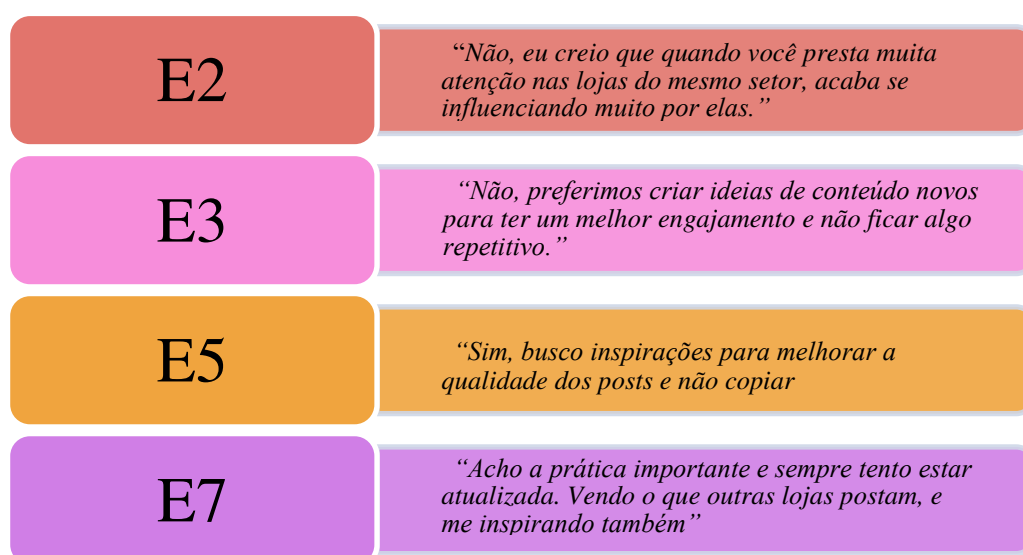 E2
“Não, eu creio que quando você presta muita
atenção nas lojas do mesmo setor, acaba se
influenciando muito por elas.”
E3
“Não, preferimos criar ideias de conteúdo novos
para ter um melhor engajamento e não ficar algo
repetitivo.”
E5
“Sim, busco inspirações para melhorar a
qualidade dos posts e não copiar
E7
“Acho a prática importante e sempre tento estar
atualizada. Vendo o que outras lojas postam, e
me inspirando também”